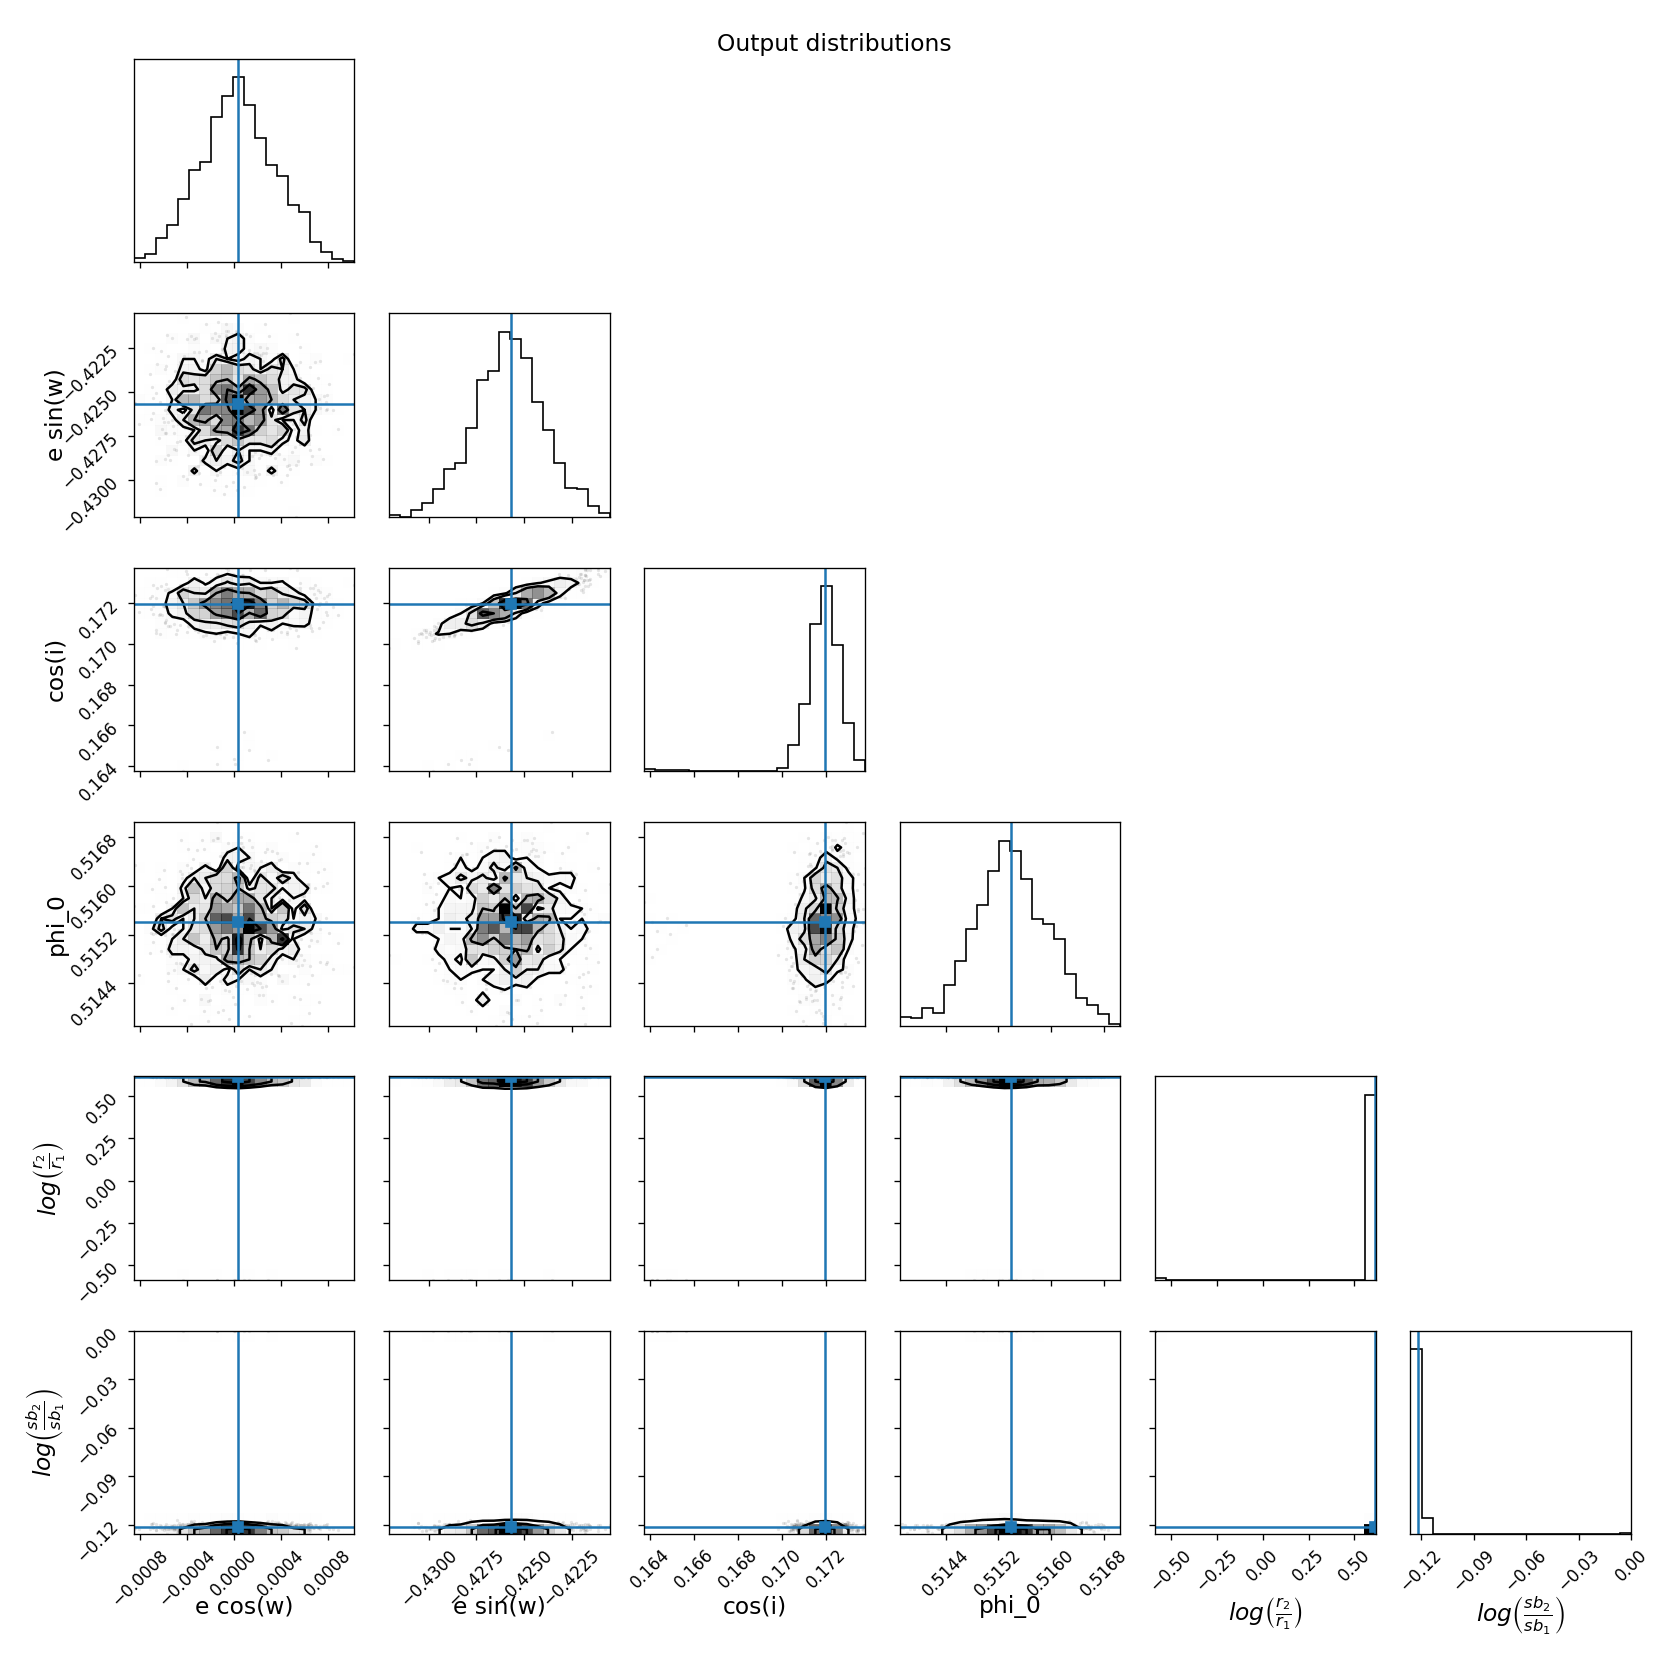 Output distributions
e sin(w)
−0.4225
−0.4250
−0.4275
−0.4300
cos(i)
0.172
0.170
0.168
0.166
0.164
phi_0
0.5168
0.5160
0.5152
0.5144
log(r₂/r₁)
0.50
0.25
0.00
−0.25
−0.50
log(sb₂/sb₁)
0.00
−0.03
−0.06
−0.09
−0.12
−0.0008 −0.0004 0.0000 0.0004 0.0008
e cos(w)
−0.4300 −0.4275 −0.4250 −0.4225
e sin(w)
0.164 0.166 0.168 0.170 0.172
cos(i)
0.5144 0.5152 0.5160 0.5168
phi_0
−0.50 −0.25 0.00 0.25 0.50
log(r₂/r₁)
−0.12 −0.09 −0.06 −0.03 0.00
log(sb₂/sb₁)